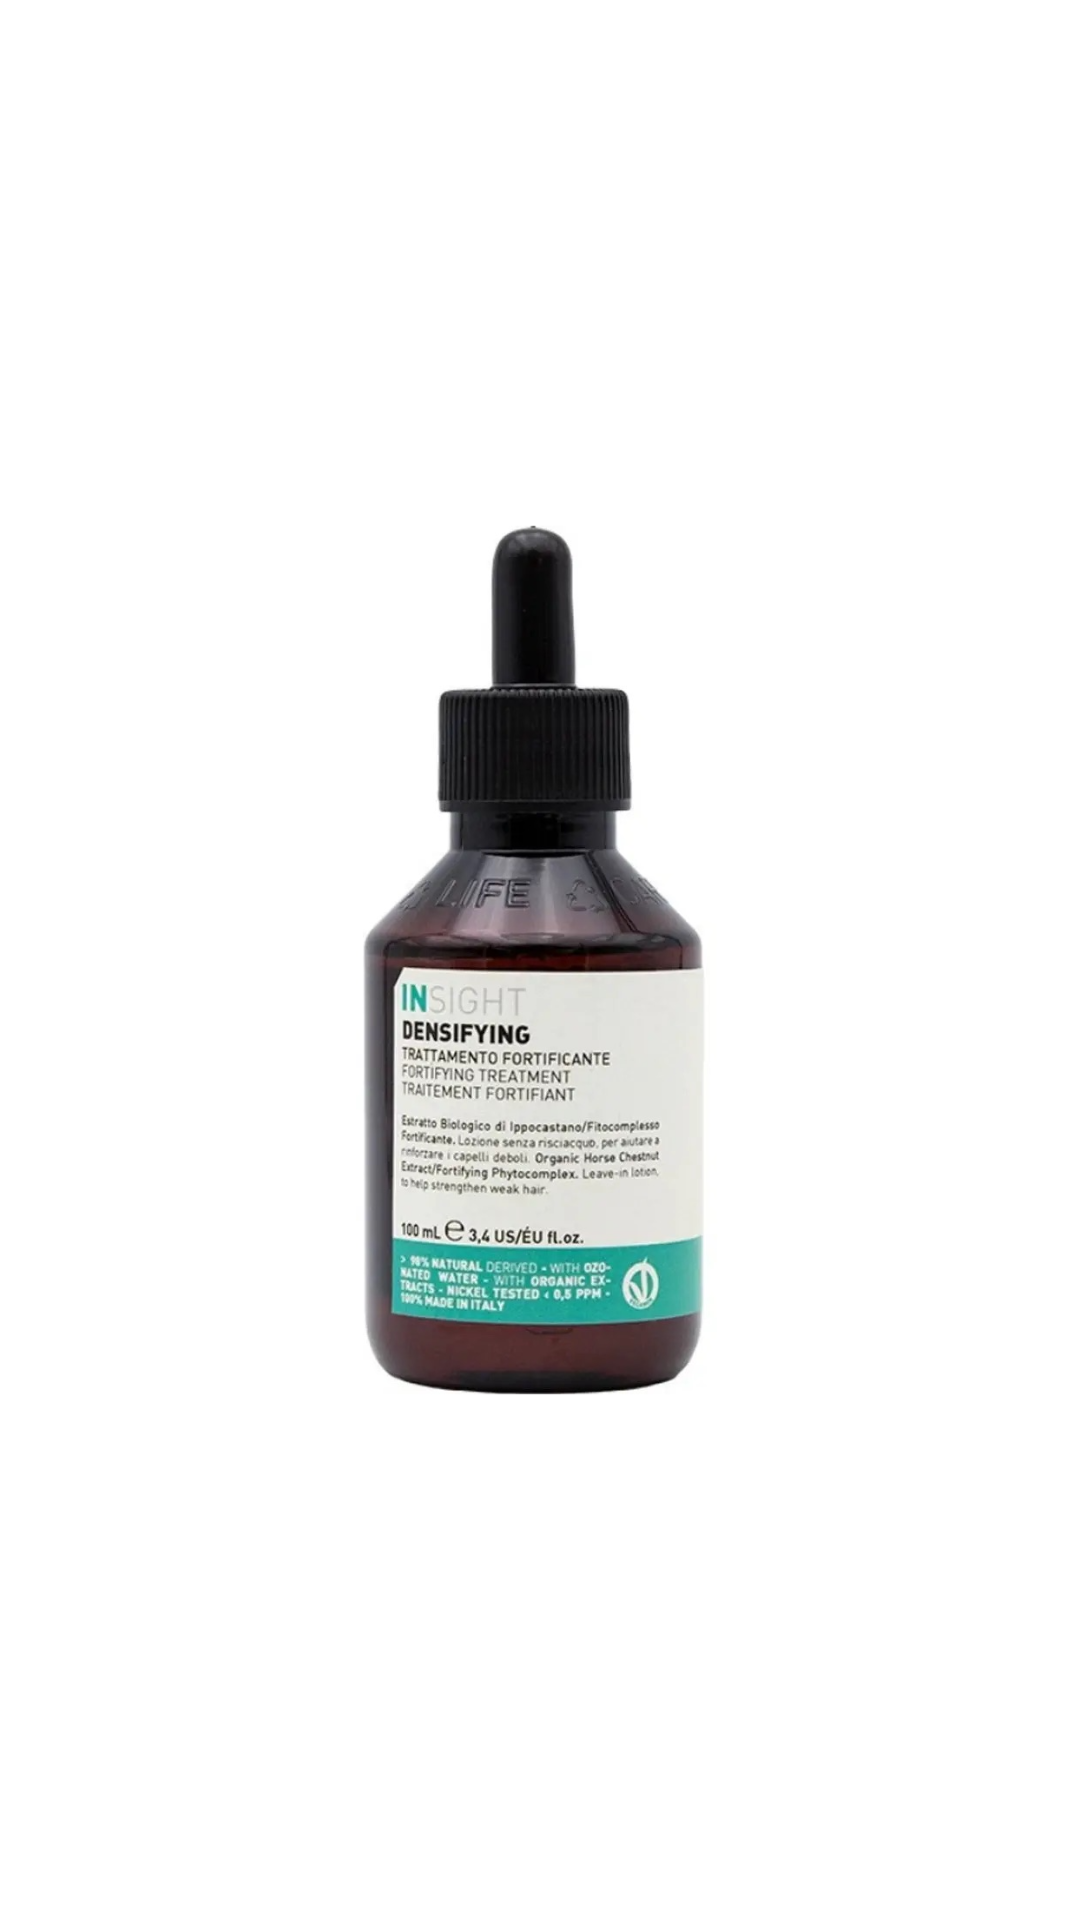 LIFE
INSIGHT
DENSIFYING
TRATTAMENTO FORTIFICANTE
FORTIFYING TREATMENT
TRAITEMENT FORTIFIANT
Estratto Biologico di Ippocastano/Fitocomplesso
Fortificante. Lozione senza risciacquo, per aiutare a
rinforzare i capelli deboli. Organic Horse Chestnut
Extract/Fortifying Phytocomplex. Leave-in lotion,
to help strengthen weak hair.
100 mL ℮ 3,4 US/ÉU fl.oz.
> 98% NATURAL DERIVED - WITH OZO-
NATED WATER - WITH ORGANIC EX-
TRACTS - NICKEL TESTED < 0,5 PPM -
100% MADE IN ITALY